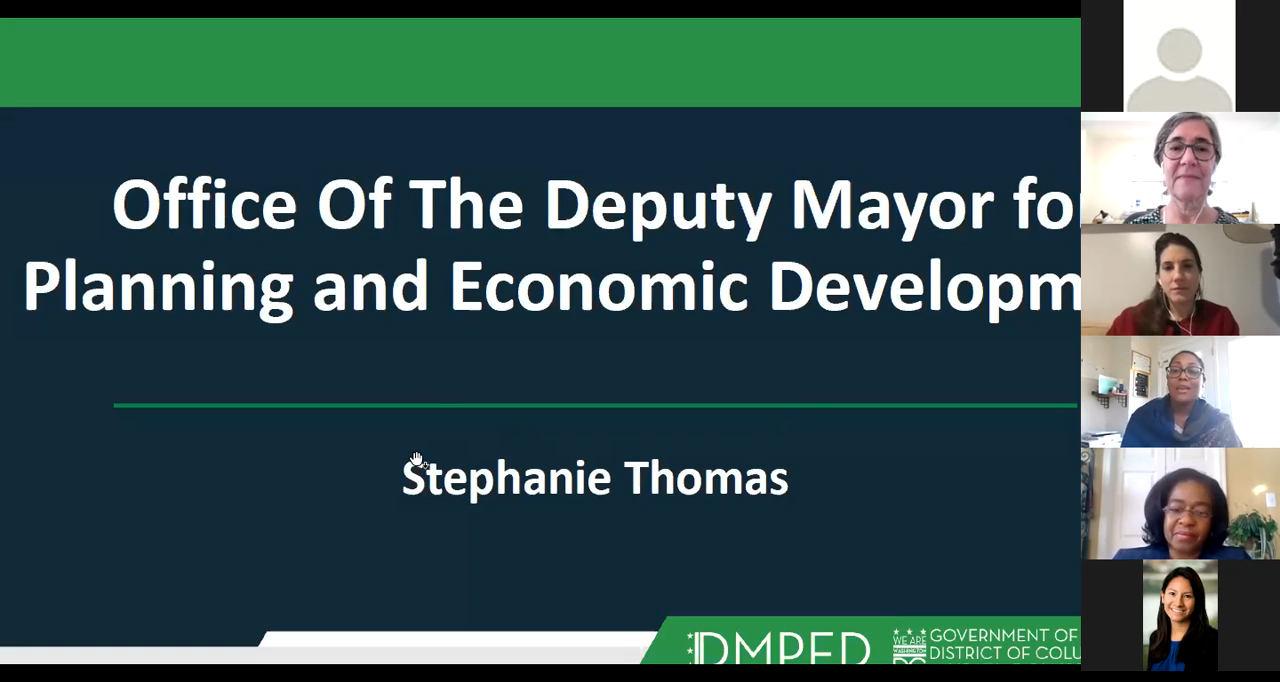 Office Of The Deputy Mayor fo
Planning and Economic Developm
Stephanie Thomas
DMPED
WE ARE
WASHINGTON
DC
GOVERNMENT OF
DISTRICT OF COLU